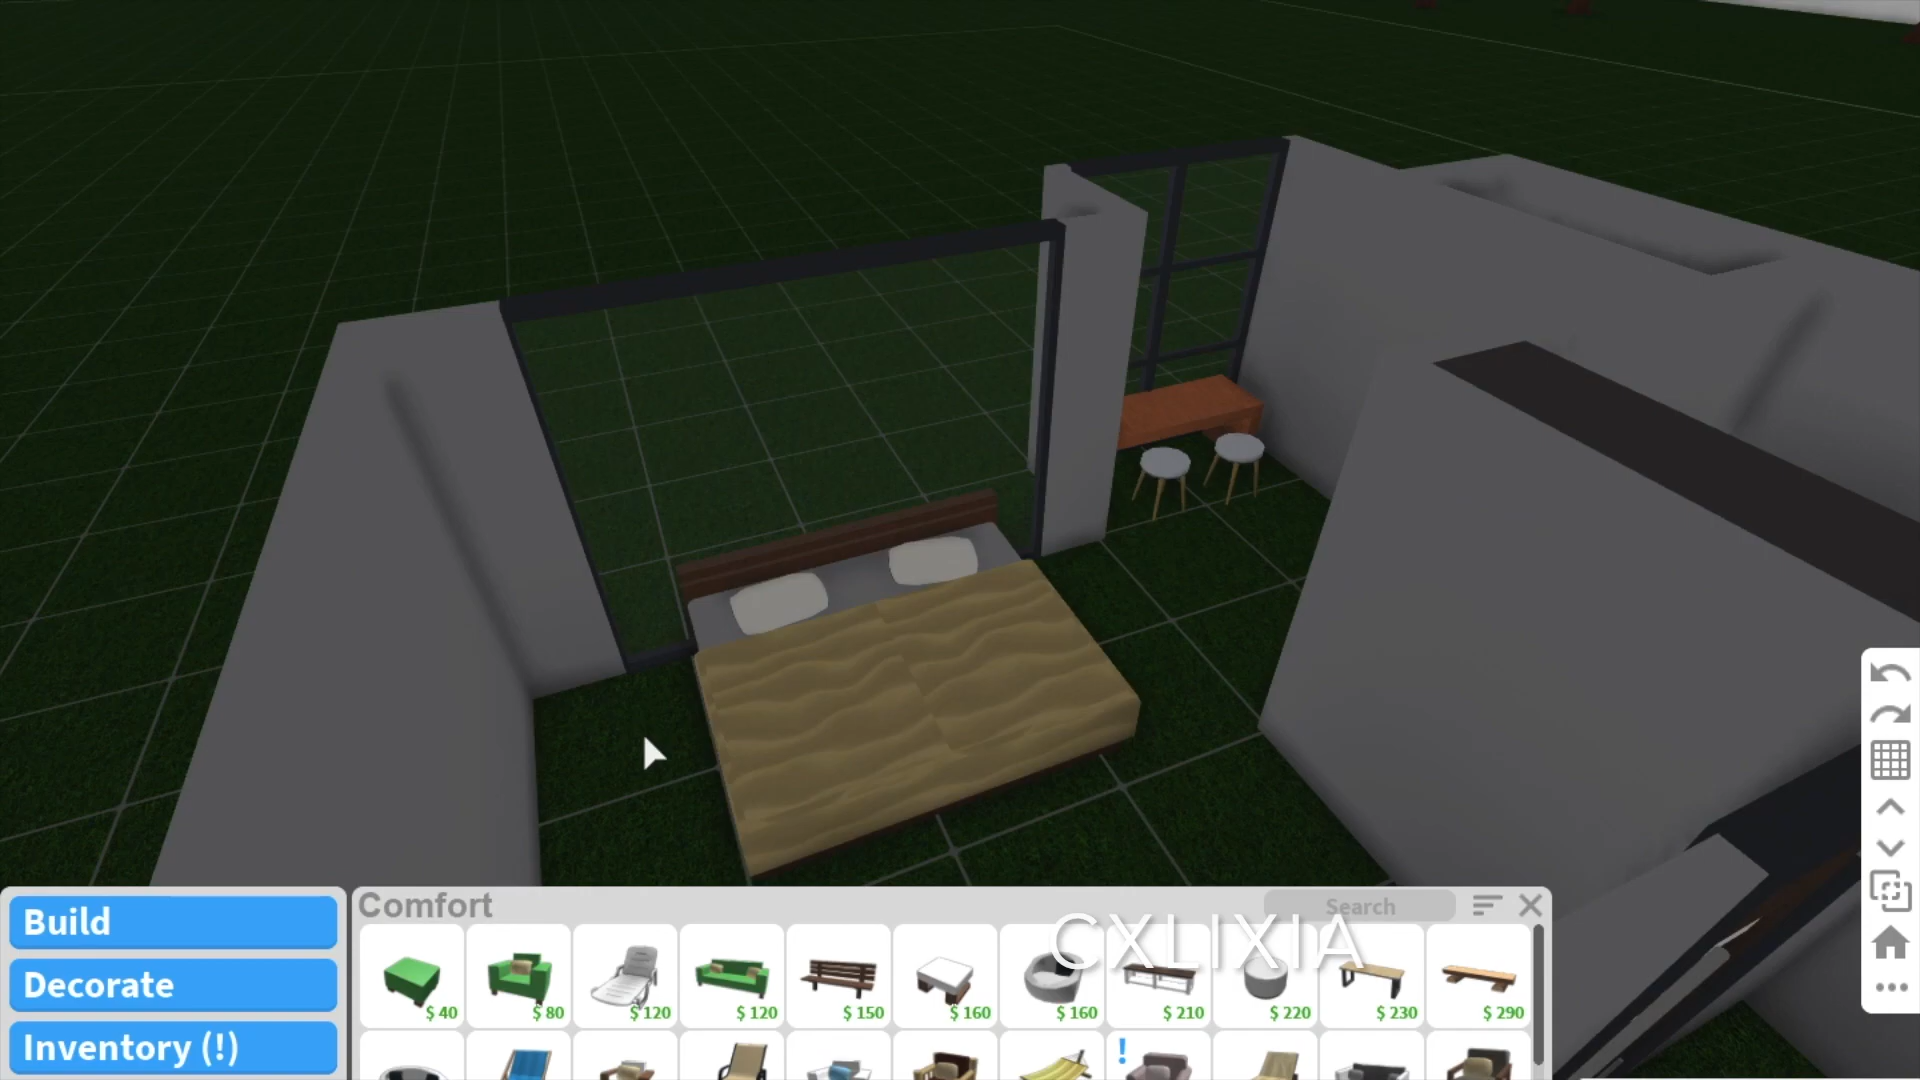 Comfort
Search
Build
Decorate
Inventory (!)
CXLIXIA
$ 40
$ 80
$ 120
$ 120
$ 150
$ 160
$ 160
$ 210
$ 220
$ 230
$ 290
!